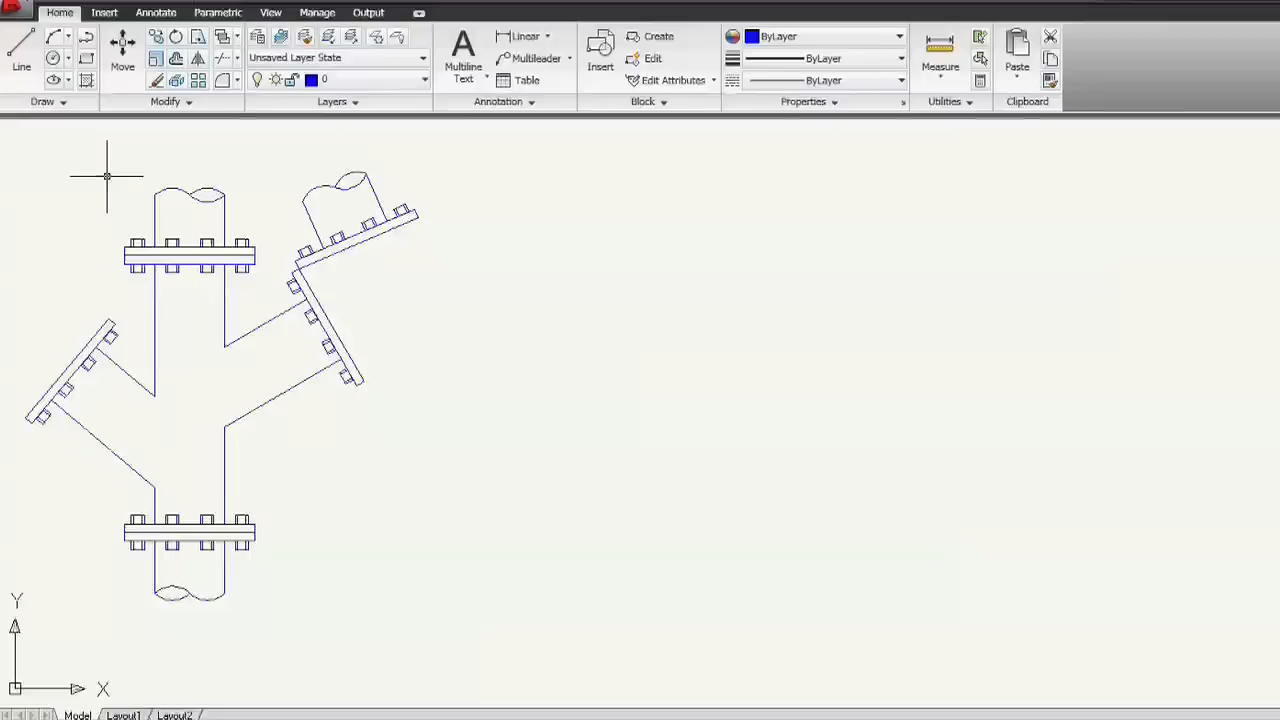 Home Insert Annotate Parametric View Manage Output
Line
Move
Unsaved Layer State
0
Multiline
Text
Linear
Multileader
Table
Insert
Create
Edit
Edit Attributes
ByLayer
ByLayer
ByLayer
Measure
Paste
Draw Modify Layers Annotation Block Properties Utilities Clipboard
Y
X
Model Layout1 Layout2